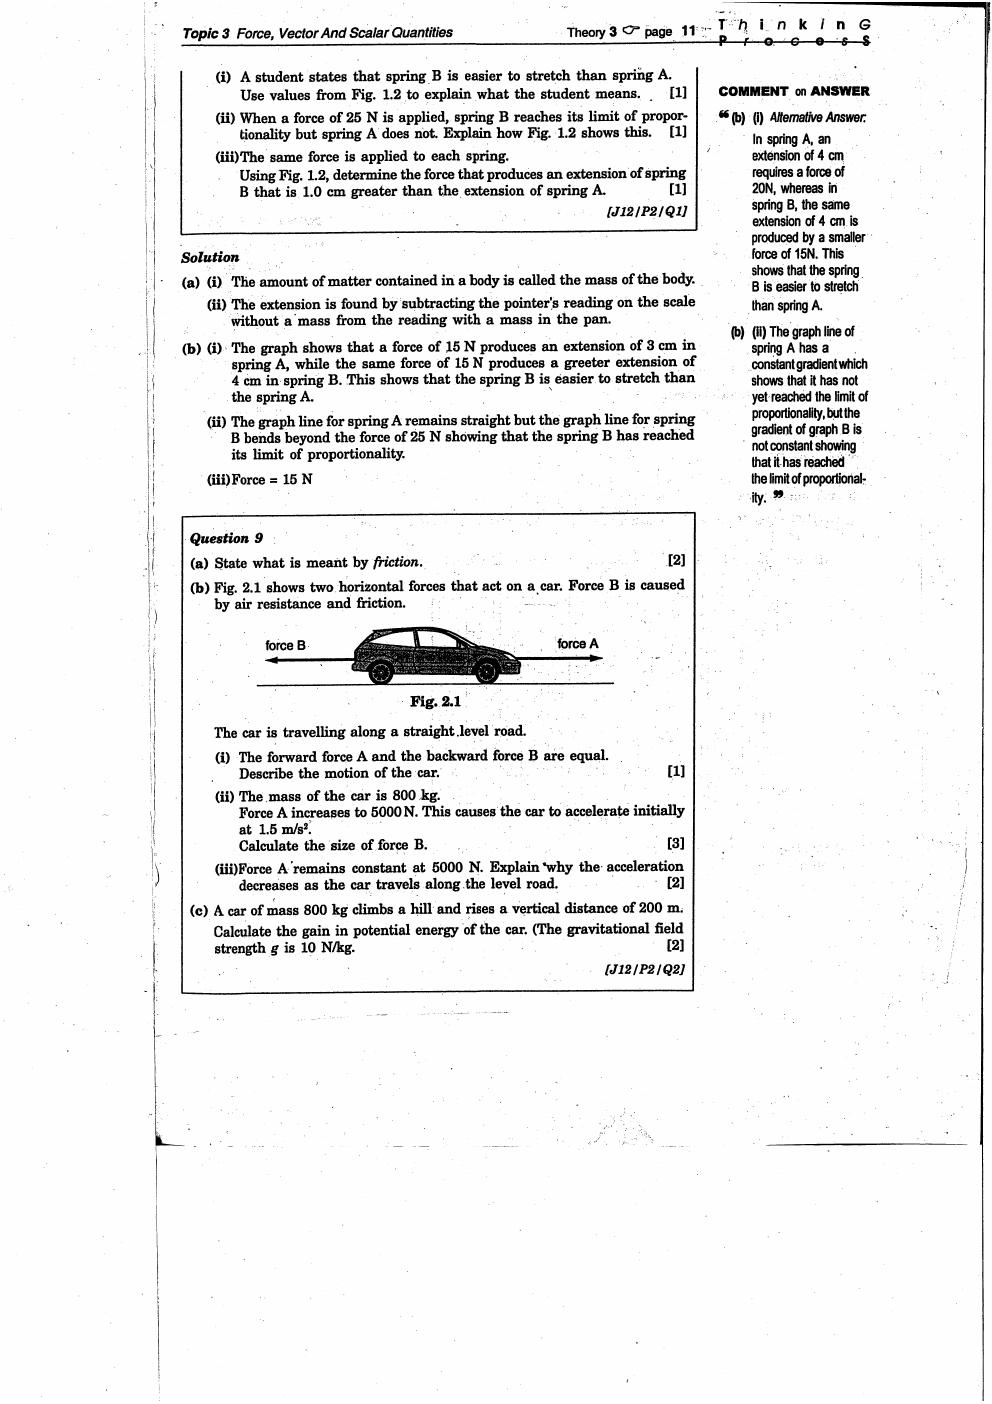 Topic 3 Force, Vector And Scalar Quantities
Theory 3 ☞ page 11
T h i n k i n G
P r o c e s s
(i) A student states that spring B is easier to stretch than spring A.
Use values from Fig. 1.2 to explain what the student means. [1]
(ii) When a force of 25 N is applied, spring B reaches its limit of propor-
tionality but spring A does not. Explain how Fig. 1.2 shows this. [1]
(iii)The same force is applied to each spring.
Using Fig. 1.2, determine the force that produces an extension of spring
B that is 1.0 cm greater than the extension of spring A. [1]
[J12/P2/Q1]
Solution
(a) (i) The amount of matter contained in a body is called the mass of the body.
(ii) The extension is found by subtracting the pointer's reading on the scale
without a mass from the reading with a mass in the pan.
(b) (i) The graph shows that a force of 15 N produces an extension of 3 cm in
spring A, while the same force of 15 N produces a greeter extension of
4 cm in spring B. This shows that the spring B is easier to stretch than
the spring A.
(ii) The graph line for spring A remains straight but the graph line for spring
B bends beyond the force of 25 N showing that the spring B has reached
its limit of proportionality.
(iii)Force = 15 N
COMMENT on ANSWER
“(b) (i) Alternative Answer:
In spring A, an
extension of 4 cm
requires a force of
20N, whereas in
spring B, the same
extension of 4 cm is
produced by a smaller
force of 15N. This
shows that the spring
B is easier to stretch
than spring A.
(b) (ii) The graph line of
spring A has a
constant gradient which
shows that it has not
yet reached the limit of
proportionality, but the
gradient of graph B is
not constant showing
that it has reached
the limit of proportional-
ity. ”
Question 9
(a) State what is meant by friction. [2]
(b) Fig. 2.1 shows two horizontal forces that act on a car. Force B is caused
by air resistance and friction.
force B
force A
Fig. 2.1
The car is travelling along a straight level road.
(i) The forward force A and the backward force B are equal.
Describe the motion of the car. [1]
(ii) The mass of the car is 800 kg.
Force A increases to 5000 N. This causes the car to accelerate initially
at 1.5 m/s².
Calculate the size of force B. [3]
(iii)Force A remains constant at 5000 N. Explain why the acceleration
decreases as the car travels along the level road. [2]
(c) A car of mass 800 kg climbs a hill and rises a vertical distance of 200 m.
Calculate the gain in potential energy of the car. (The gravitational field
strength g is 10 N/kg. [2]
[J12/P2/Q2]